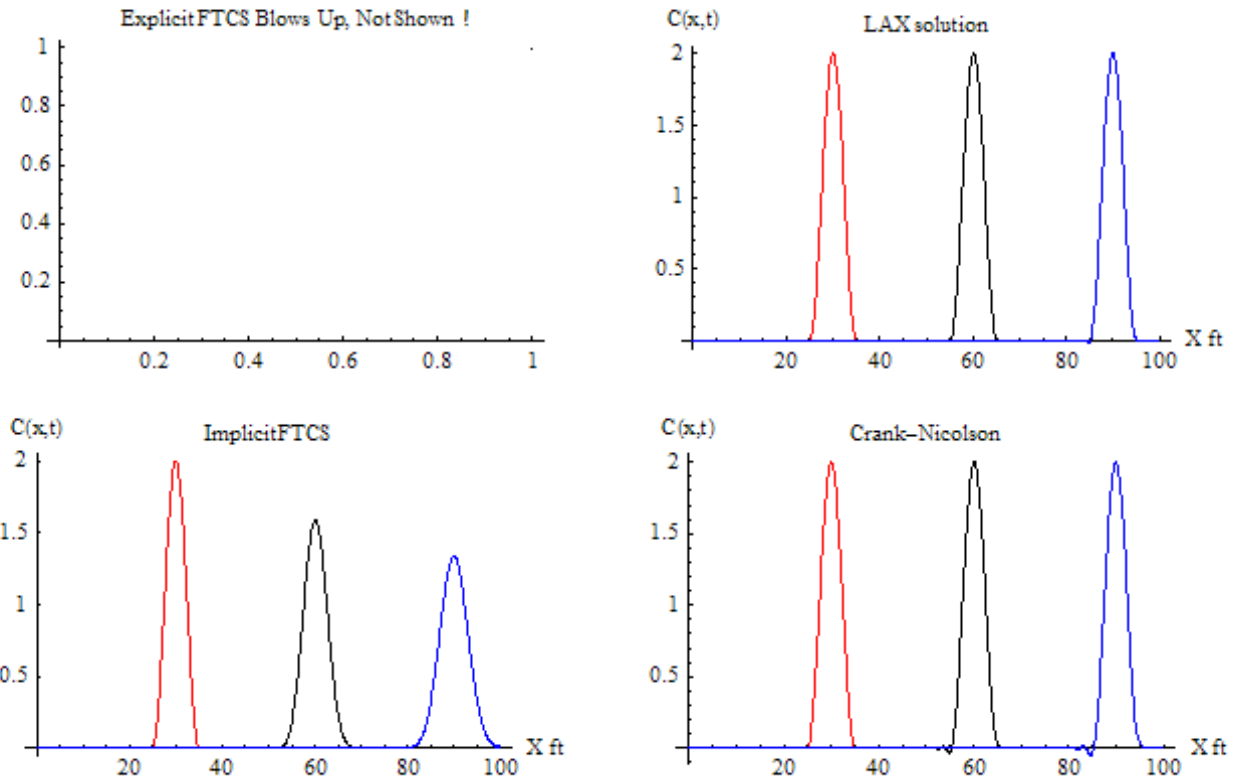 Explicit FTCS Blows Up, Not Shown !
1
0.8
0.6
0.4
0.2
0.2 0.4 0.6 0.8 1
C(x,t)
LAX solution
2
1.5
1
0.5
20 40 60 80 100
X ft
C(x,t)
Implicit FTCS
2
1.5
1
0.5
20 40 60 80 100
X ft
C(x,t)
Crank–Nicolson
2
1.5
1
0.5
20 40 60 80 100
X ft